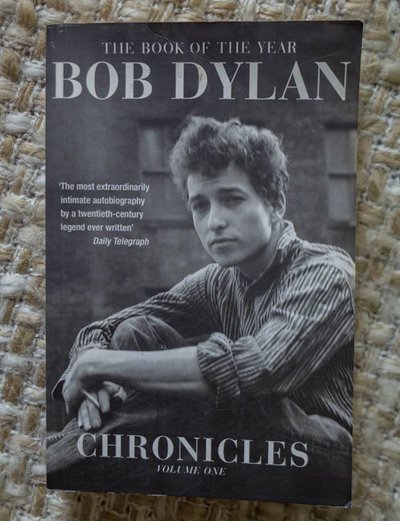 THE BOOK OF THE YEAR
BOB DYLAN
'The most extraordinarily
intimate autobiography
by a twentieth-century
legend ever written'
Daily Telegraph
CHRONICLES
VOLUME ONE